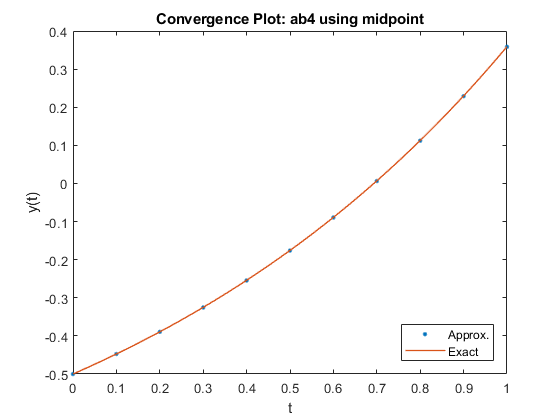 Convergence Plot: ab4 using midpoint
0.4
0.3
0.2
0.1
0
-0.1
-0.2
-0.3
-0.4
-0.5
y(t)
Approx.
Exact
0 0.1 0.2 0.3 0.4 0.5 0.6 0.7 0.8 0.9 1
t